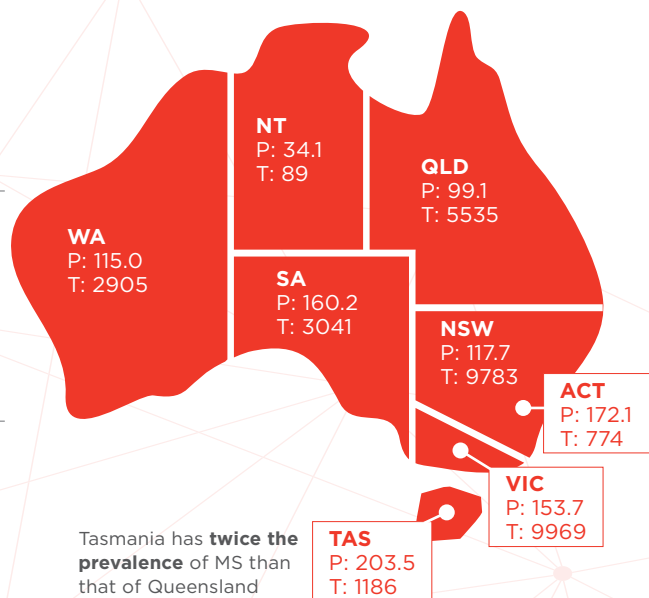 NT
P: 34.1
T: 89
QLD
P: 99.1
T: 5535
WA
P: 115.0
T: 2905
SA
P: 160.2
T: 3041
NSW
P: 117.7
T: 9783
ACT
P: 172.1
T: 774
VIC
P: 153.7
T: 9969
TAS
P: 203.5
T: 1186
Tasmania has twice the
prevalence of MS than
that of Queensland